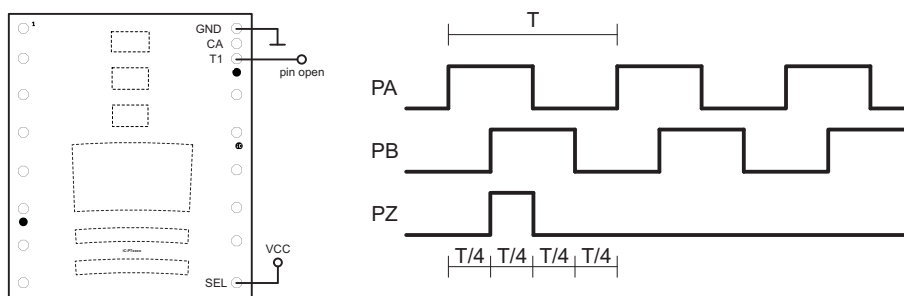 1
GND
CA
T1
pin open
VCC
SEL
T
PA
PB
PZ
T/4 T/4 T/4 T/4